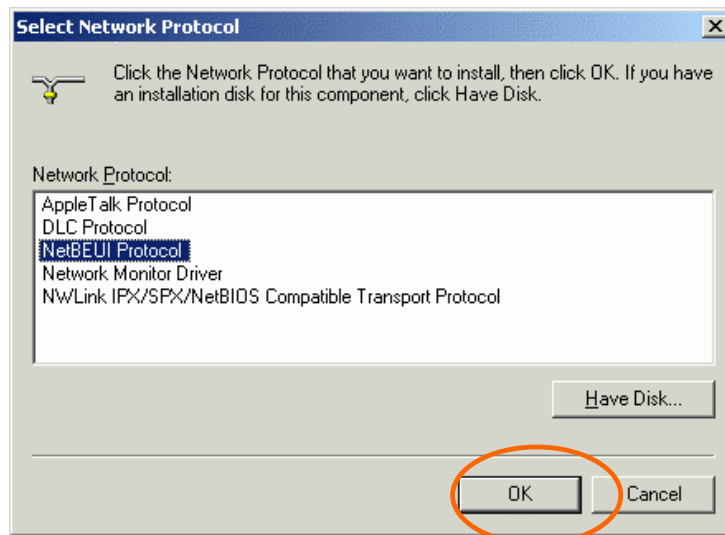 Select Network Protocol
Click the Network Protocol that you want to install, then click OK. If you have
an installation disk for this component, click Have Disk.
Network Protocol:
AppleTalk Protocol
DLC Protocol
NetBEUI Protocol
Network Monitor Driver
NWLink IPX/SPX/NetBIOS Compatible Transport Protocol
Have Disk...
OK
Cancel